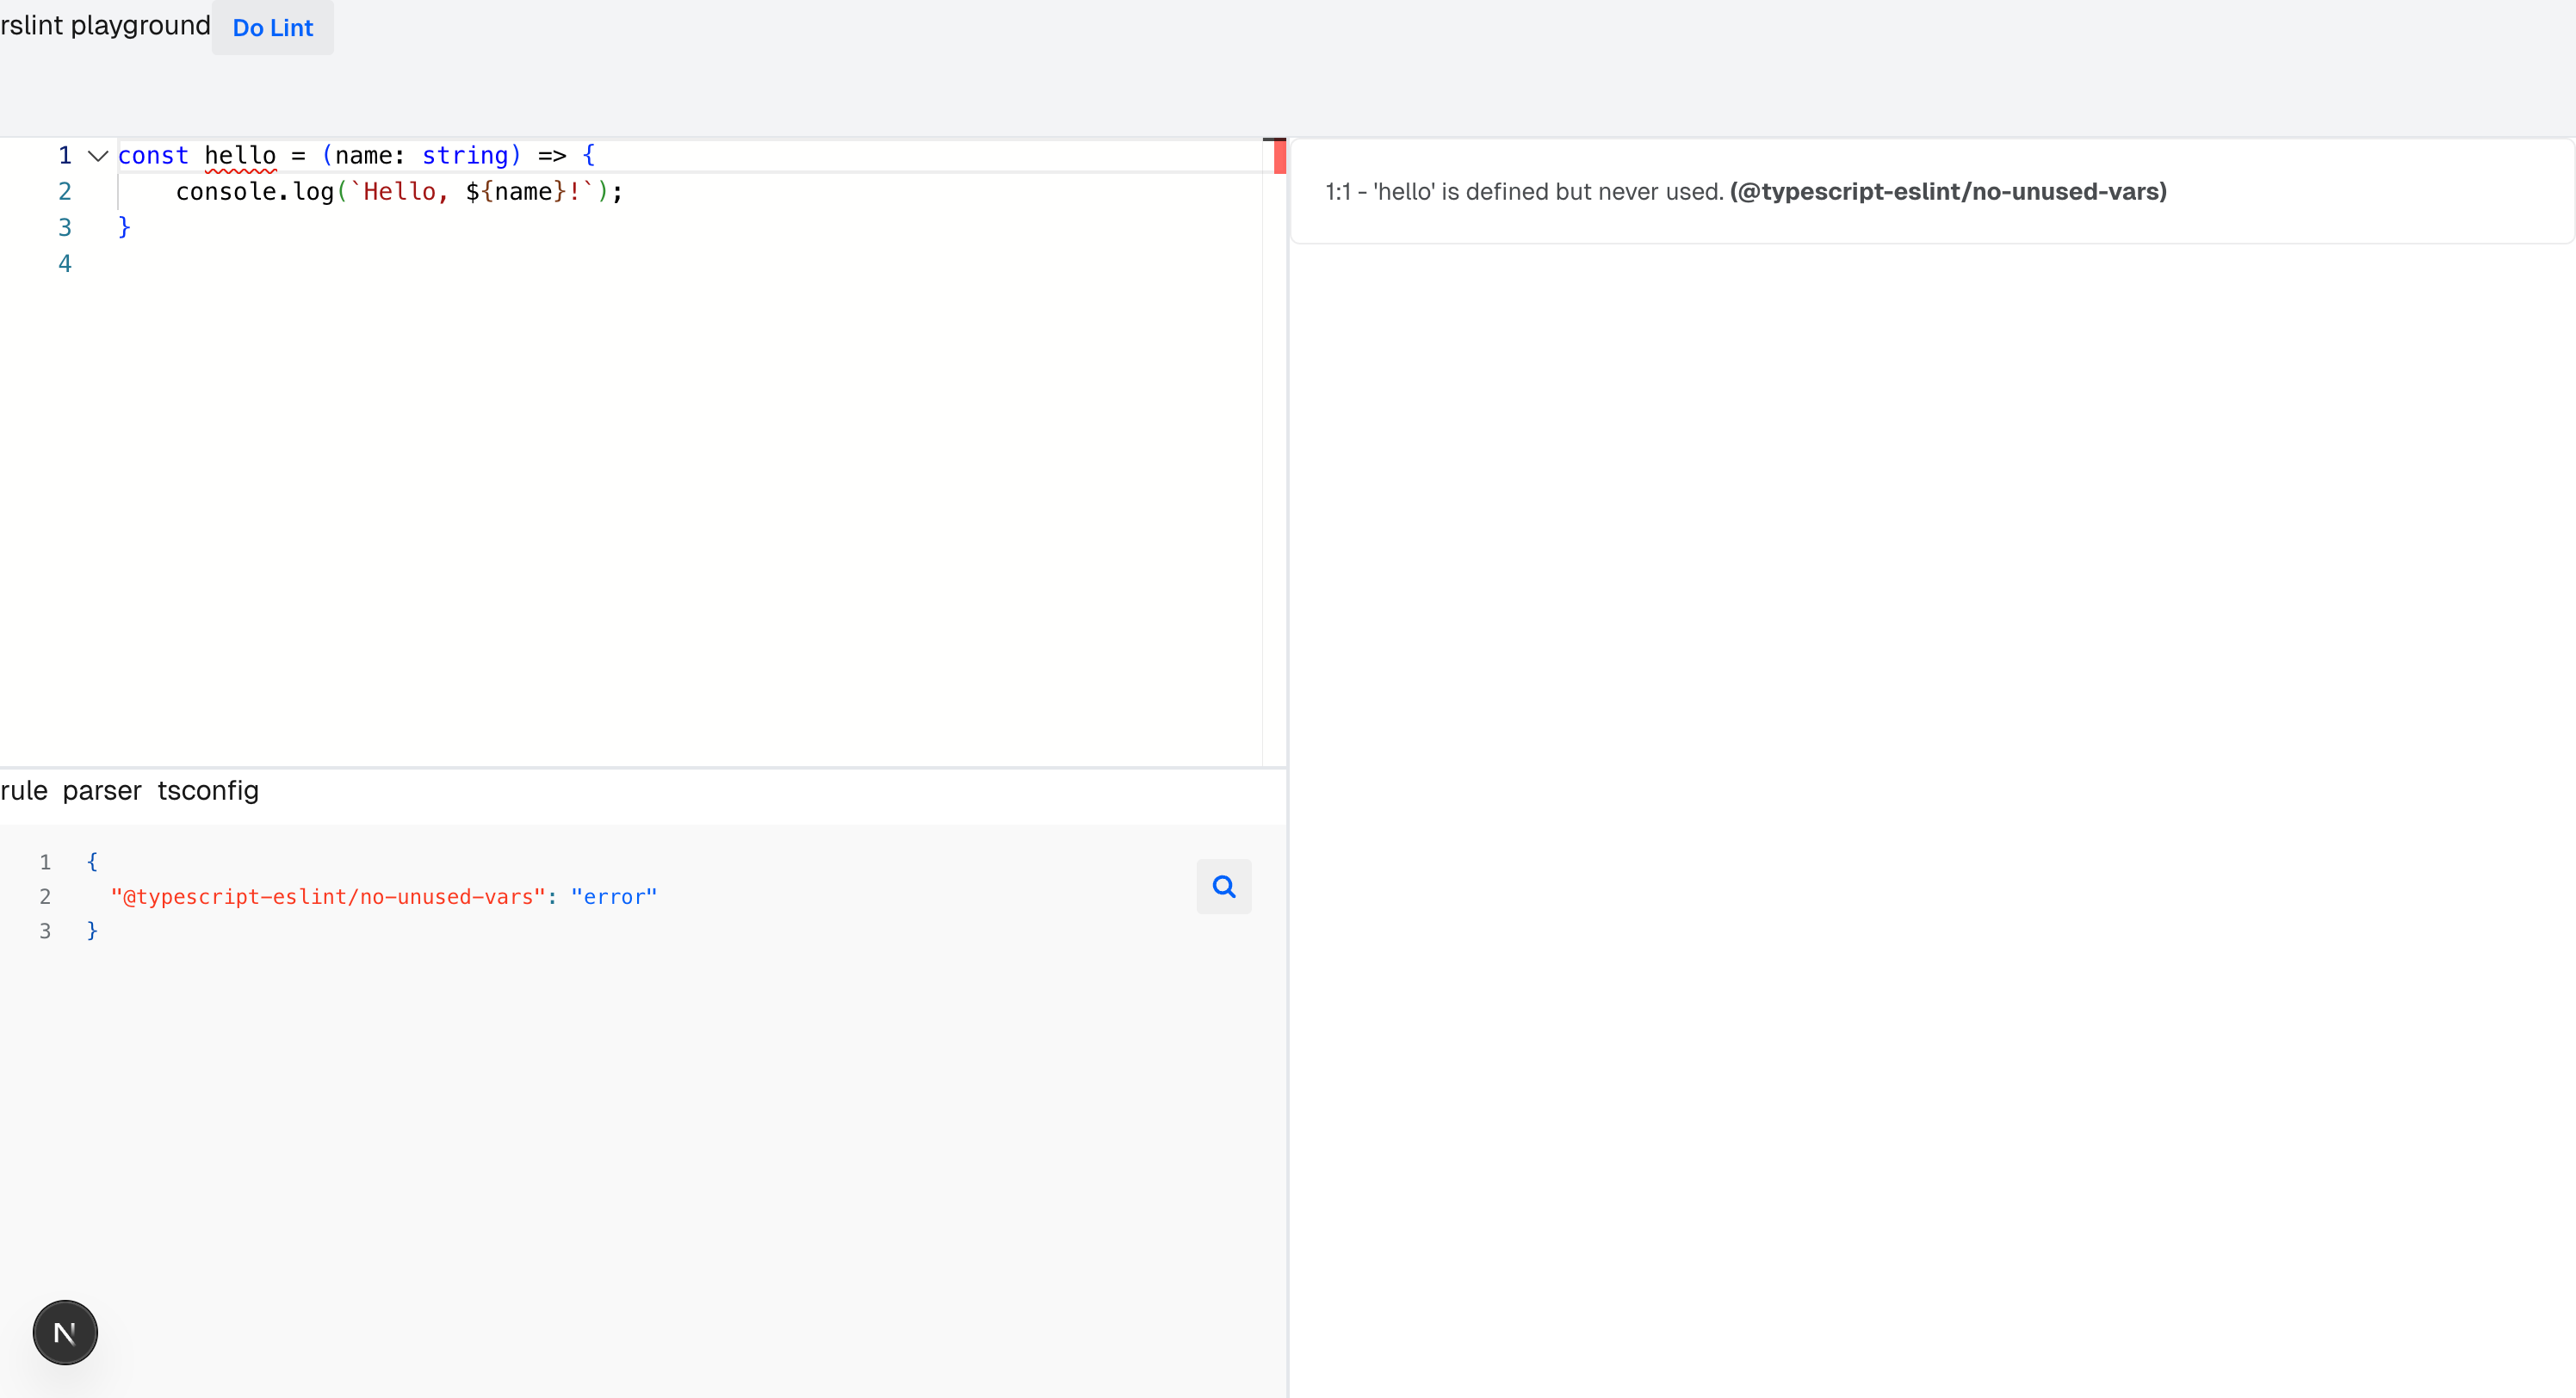 rslint playground Do Lint
1 const hello = (name: string) => {
2 console.log(`Hello, ${name}!`);
3 }
4
1:1 - 'hello' is defined but never used. (@typescript-eslint/no-unused-vars)
rule parser tsconfig
1 {
2 "@typescript-eslint/no-unused-vars": "error"
3 }
N